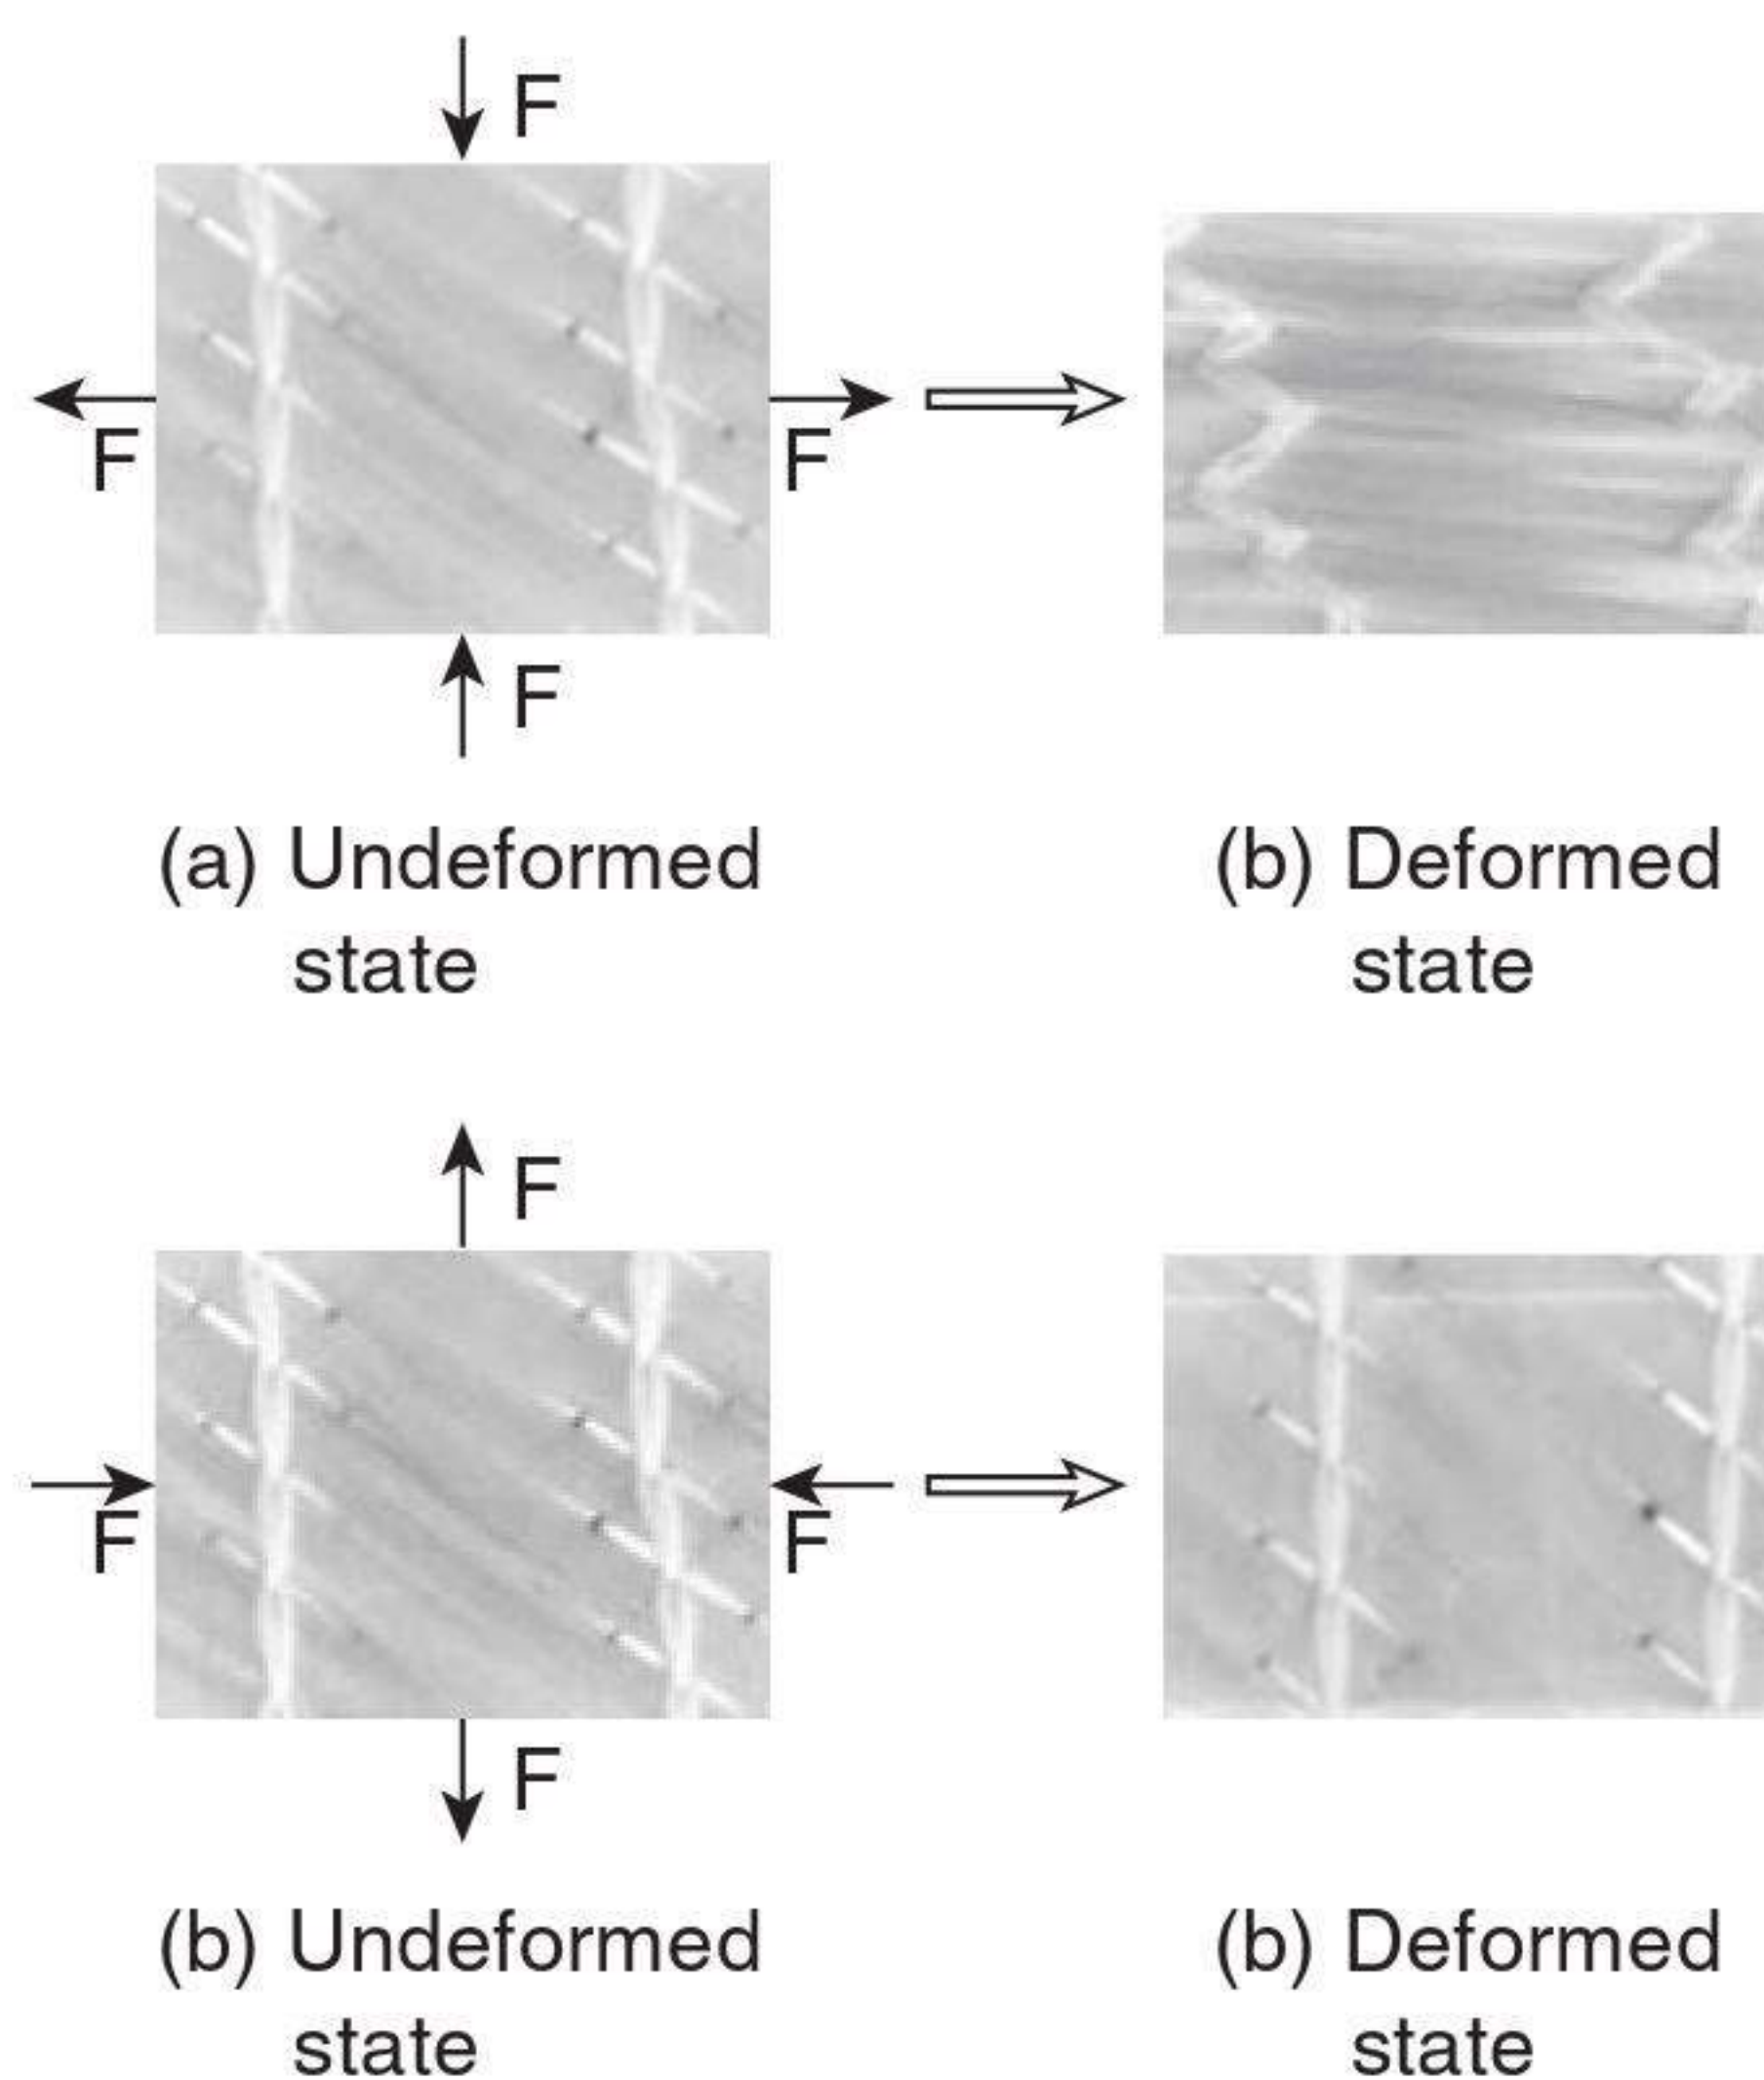 F
F
F
F
(a) Undeformed
state
(b) Deformed
state
F
F
F
F
(b) Undeformed
state
(b) Deformed
state